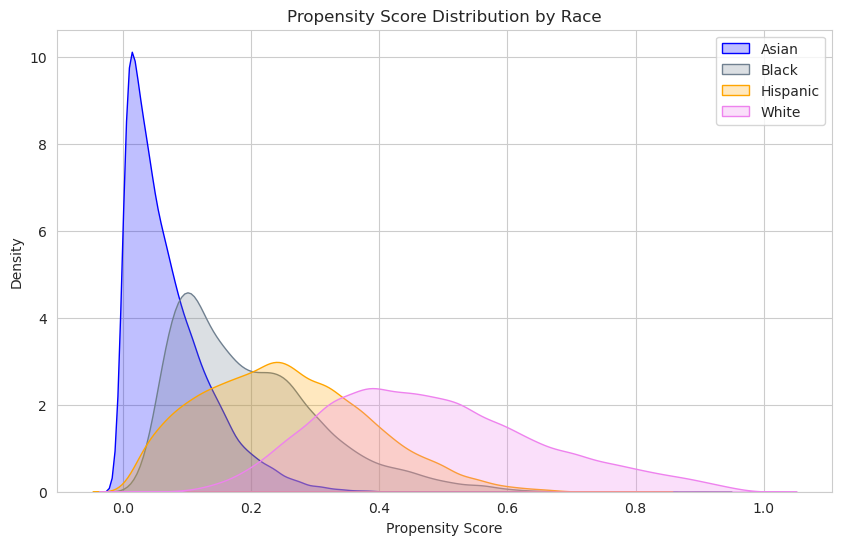 Propensity Score Distribution by Race
Asian
Black
Hispanic
White
10
8
6
4
2
0
Density
0.0
0.2
0.4
0.6
0.8
1.0
Propensity Score